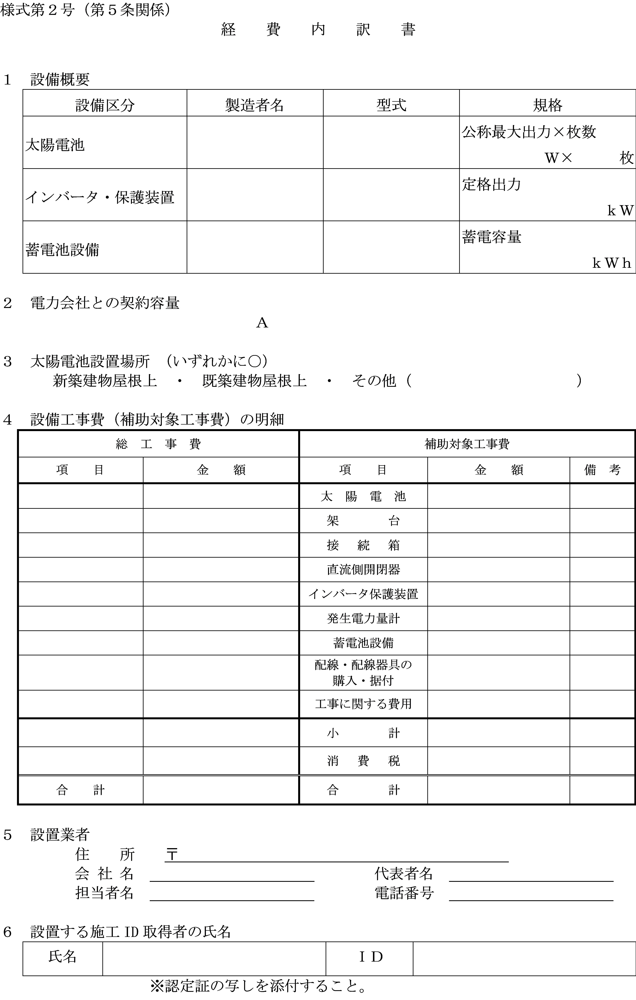 様式第２号（第５条関係）
経　費　内　訳　書
１　設備概要
設備区分　製造者名　型式　規格
太陽電池　公称最大出力×枚数
Ｗ×　　　枚
インバータ・保護装置　定格出力
ｋＷ
蓄電池設備　蓄電容量
ｋＷｈ
２　電力会社との契約容量
Ａ
３　太陽電池設置場所　（いずれかに○）
新築建物屋根上　・　既築建物屋根上　・　その他（　　　　　　　　　　　）
４　設備工事費（補助対象工事費）の明細
総　工　事　費　補助対象工事費
項　　目　金　　額　項　　目　金　　額　備　考
太　陽　電　池
架　　　　台
接　続　箱
直流側開閉器
インバータ保護装置
発生電力量計
蓄電池設備
配線・配線器具の
購入・据付
工事に関する費用
小　　　　計
消　費　税
合　　計　合　　　　計
５　設置業者
住　　所　〒
会 社 名　代表者名
担当者名　電話番号
６　設置する施工 ID 取得者の氏名
氏名　ＩＤ
※認定証の写しを添付すること。